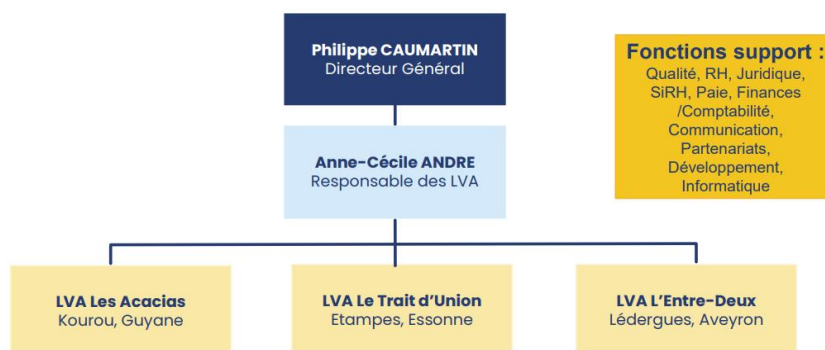 Philippe CAUMARTIN
Directeur Général
Fonctions support :
Qualité, RH, Juridique,
SiRH, Paie, Finances
/Comptabilité,
Communication,
Partenariats,
Développement,
Informatique
Anne-Cécile ANDRE
Responsable des LVA
LVA Les Acacias
Kourou, Guyane
LVA Le Trait d’Union
Etampes, Essonne
LVA L’Entre-Deux
Lédergues, Aveyron